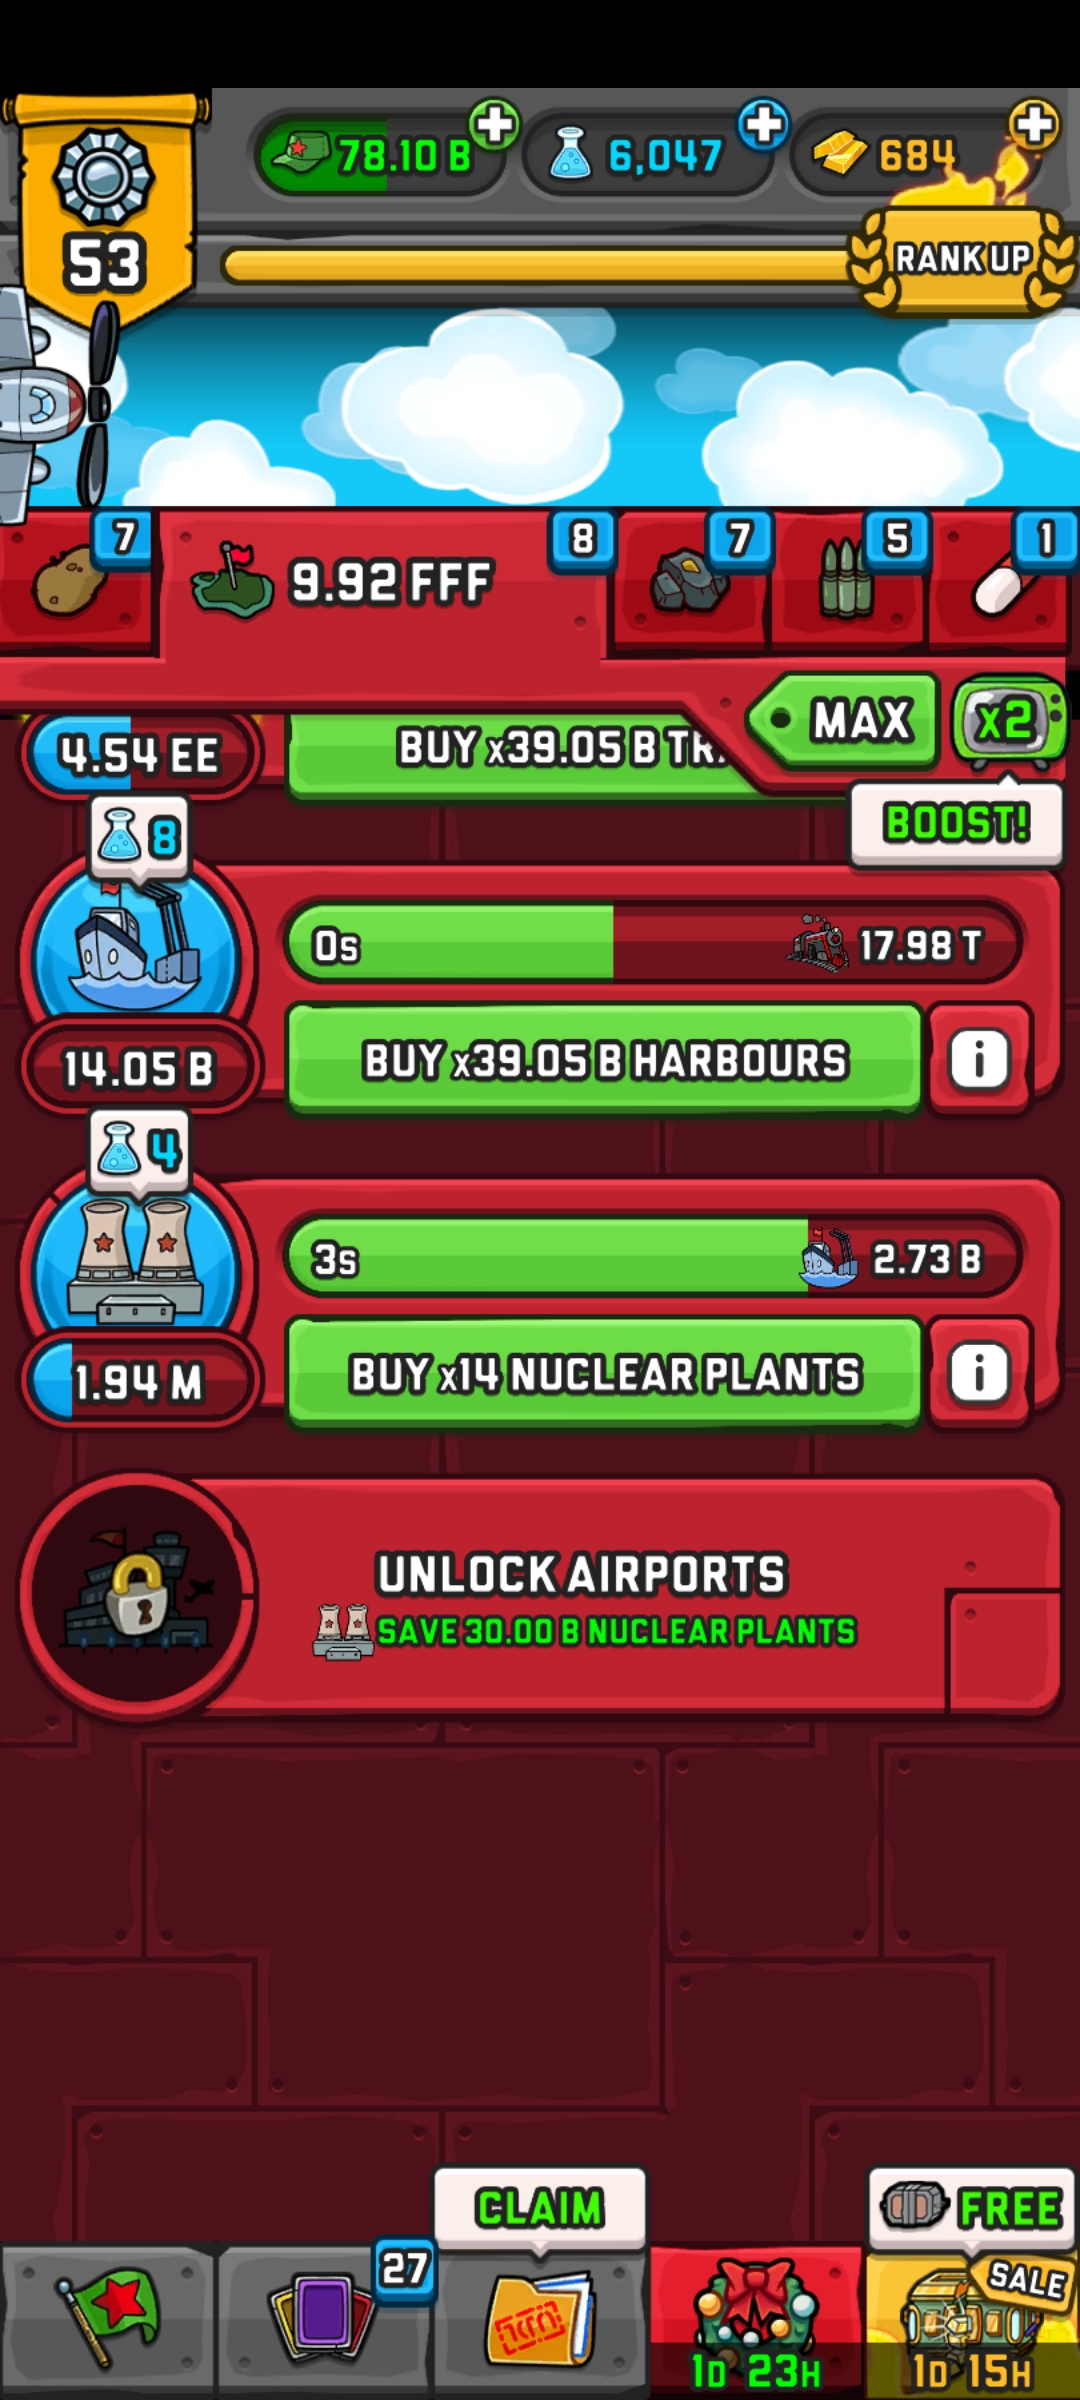 53
78.10 B
6,047
684
RANK UP
7
9.92 FFF
8
7
5
1
MAX
x2
BOOST!
4.54 EE
BUY x39.05 B
8
0s
17.98 T
14.05 B
BUY x39.05 B HARBOURS
i
4
3s
2.73 B
1.94 M
BUY x14 NUCLEAR PLANTS
i
UNLOCK AIRPORTS
SAVE 30.00 B NUCLEAR PLANTS
CLAIM
FREE
27
SALE
1D 23H
1D 15H